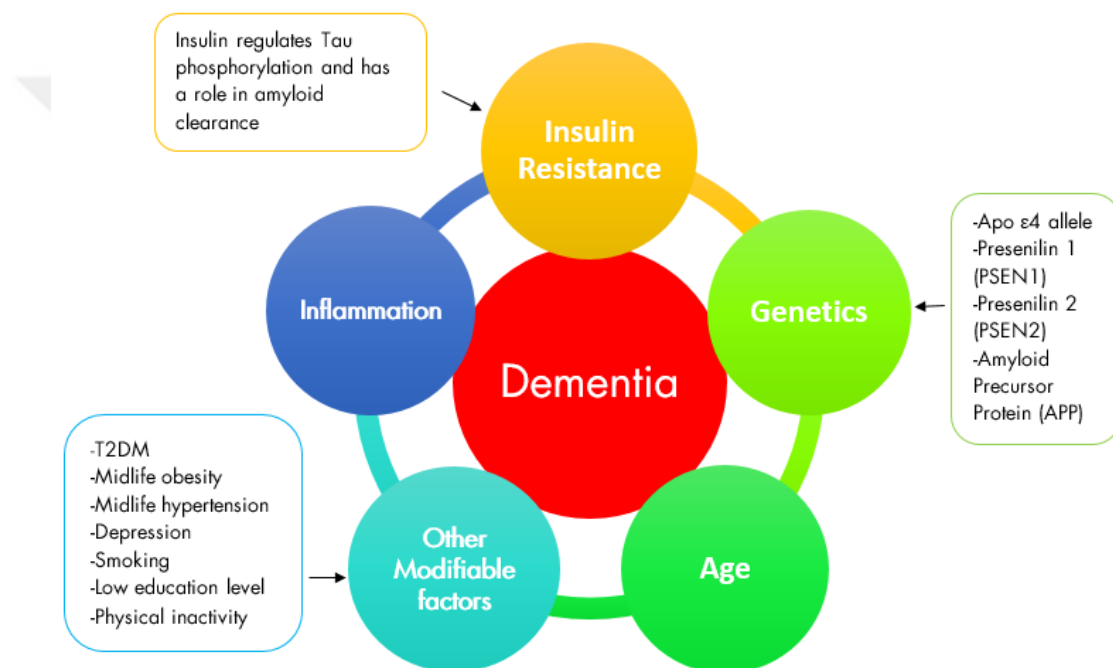 Insulin regulates Tau
phosphorylation and has
a role in amyloid
clearance
Insulin
Resistance
Inflammation
Genetics
-Apo ε4 allele
-Presenilin 1
(PSEN1)
-Presenilin 2
(PSEN2)
-Amyloid
Precursor
Protein (APP)
Dementia
-T2DM
-Midlife obesity
-Midlife hypertension
-Depression
-Smoking
-Low education level
-Physical inactivity
Other
Modifiable
factors
Age